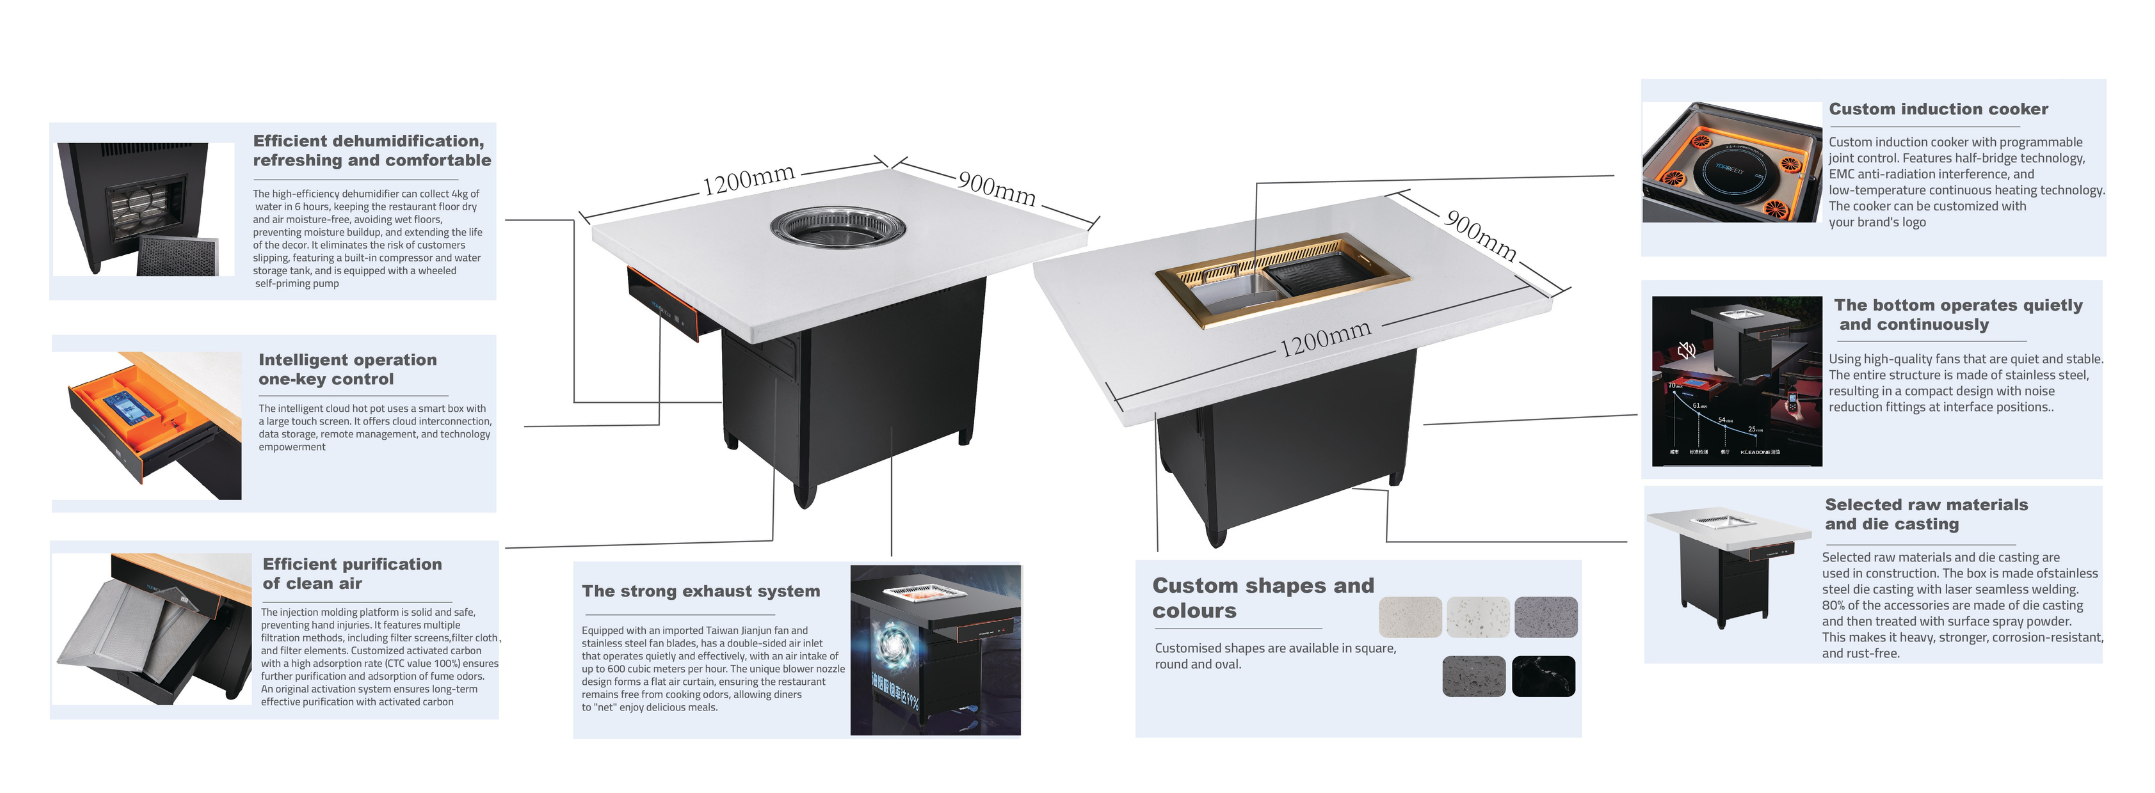 Efficient dehumidification,
refreshing and comfortable
The high-efficiency dehumidifier can collect 4kg of
water in 6 hours, keeping the restaurant floor dry
and air moisture-free, avoiding wet floors,
preventing moisture buildup, and extending the life
of the decor. It eliminates the risk of customers
slipping, featuring a built-in compressor and water
storage tank, and is equipped with a wheeled
self-priming pump
Intelligent operation
one-key control
The intelligent cloud hot pot uses a smart box with
a large touch screen. It offers cloud interconnection,
data storage, remote management, and technology
empowerment
Efficient purification
of clean air
The injection molding platform is solid and safe,
preventing hand injuries. It features multiple
filtration methods, including filter screens,filter cloth,
and filter elements. Customized activated carbon
with a high adsorption rate (CTC value 100%) ensures
further purification and adsorption of fume odors.
An original activation system ensures long-term
effective purification with activated carbon
1200mm
900mm
900mm
1200mm
The strong exhaust system
Equipped with an imported Taiwan Jianjun fan and
stainless steel fan blades, has a double-sided air inlet
that operates quietly and effectively, with an air intake of
up to 600 cubic meters per hour. The unique blower nozzle
design forms a flat air curtain, ensuring the restaurant
remains free from cooking odors, allowing diners
to "net" enjoy delicious meals.
油烟吸烟率达99%
Custom shapes and
colours
Customised shapes are available in square,
round and oval.
Custom induction cooker
Custom induction cooker with programmable
joint control. Features half-bridge technology,
EMC anti-radiation interference, and
low-temperature continuous heating technology.
The cooker can be customized with
your brand's logo
The bottom operates quietly
and continuously
Using high-quality fans that are quiet and stable.
The entire structure is made of stainless steel,
resulting in a compact design with noise
reduction fittings at interface positions..
70
61
54
25
Selected raw materials
and die casting
Selected raw materials and die casting are
used in construction. The box is made ofstainless
steel die casting with laser seamless welding.
80% of the accessories are made of die casting
and then treated with surface spray powder.
This makes it heavy, stronger, corrosion-resistant,
and rust-free.